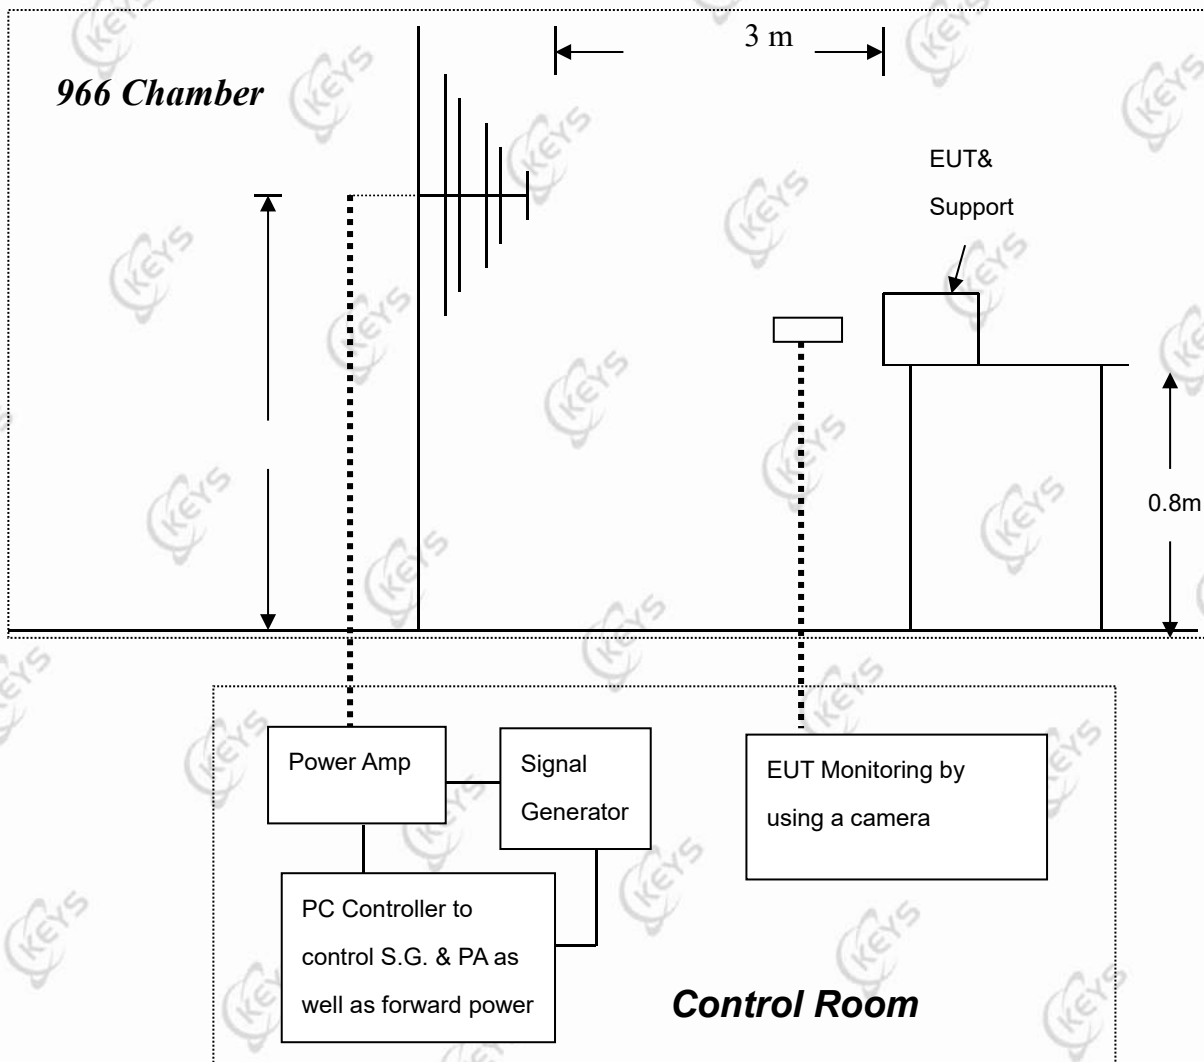 3 m
966 Chamber
EUT&
Support
0.8m
Power Amp
Signal
Generator
EUT Monitoring by
using a camera
PC Controller to
control S.G. & PA as
well as forward power
Control Room
KEYS